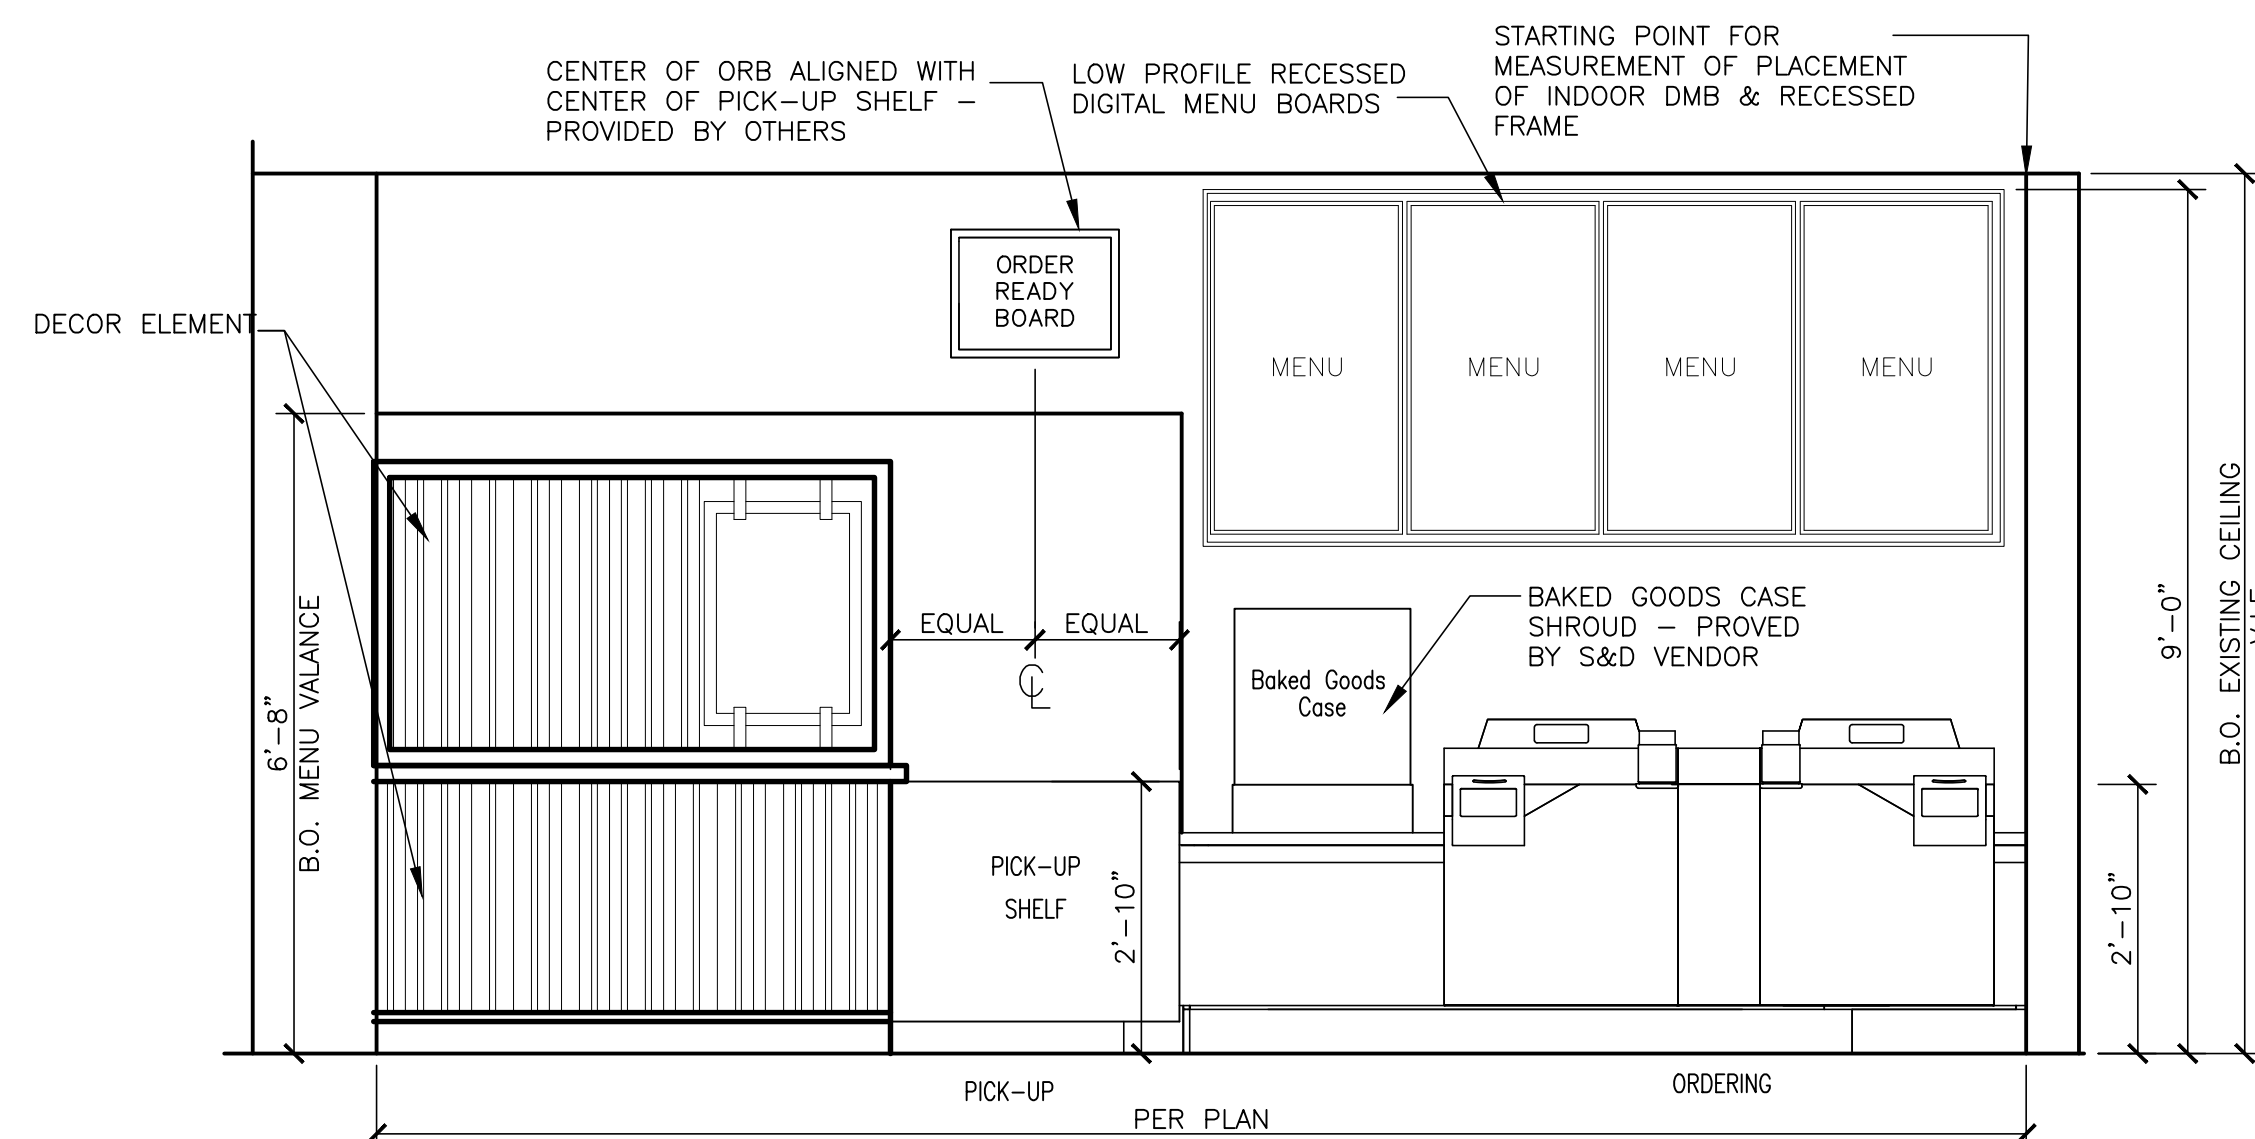 STARTING POINT FOR
MEASUREMENT OF PLACEMENT
OF INDOOR DMB & RECESSED
FRAME
CENTER OF ORB ALIGNED WITH
CENTER OF PICK-UP SHELF -
PROVIDED BY OTHERS
LOW PROFILE RECESSED
DIGITAL MENU BOARDS
ORDER
READY
BOARD
DECOR ELEMENT
MENU
MENU
MENU
MENU
6'-8"
B.O. MENU VALANCE
EQUAL
EQUAL
CL
BAKED GOODS CASE
SHROUD - PROVED
BY S&D VENDOR
Baked Goods
Case
PICK-UP
SHELF
2'-10"
2'-10"
9'-0"
B.O. EXISTING CEILING
PICK-UP
ORDERING
PER PLAN